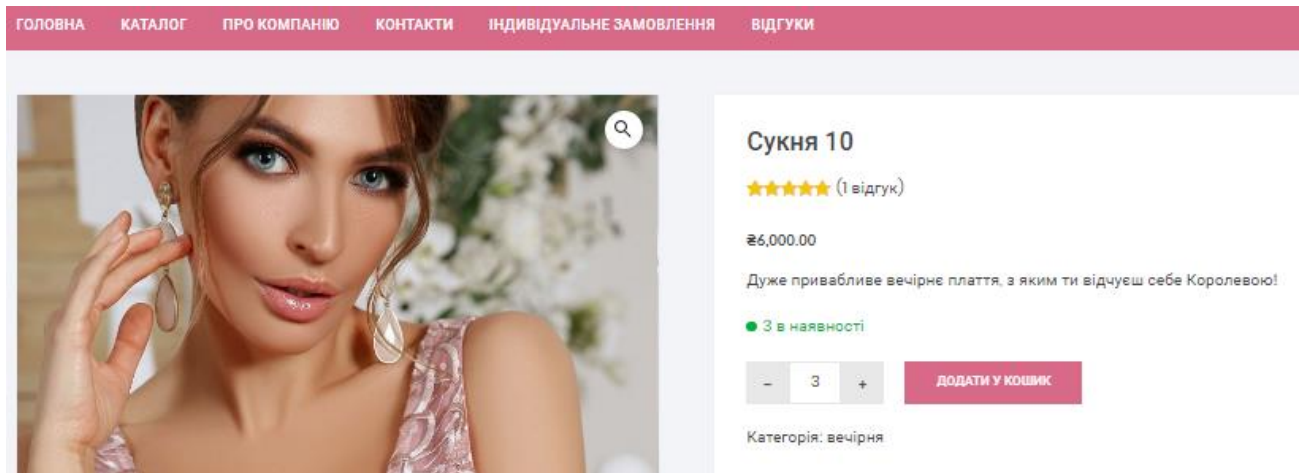 ГОЛОВНА КАТАЛОГ ПРО КОМПАНІЮ КОНТАКТИ ІНДИВІДУАЛЬНЕ ЗАМОВЛЕННЯ ВІДГУКИ
Сукня 10
(1 відгук)
₴6,000.00
Дуже привабливе вечірнє плаття, з яким ти відчуєш себе Королевою!
3 в наявності
- 3 + ДОДАТИ У КОШИК
Категорія: вечірня